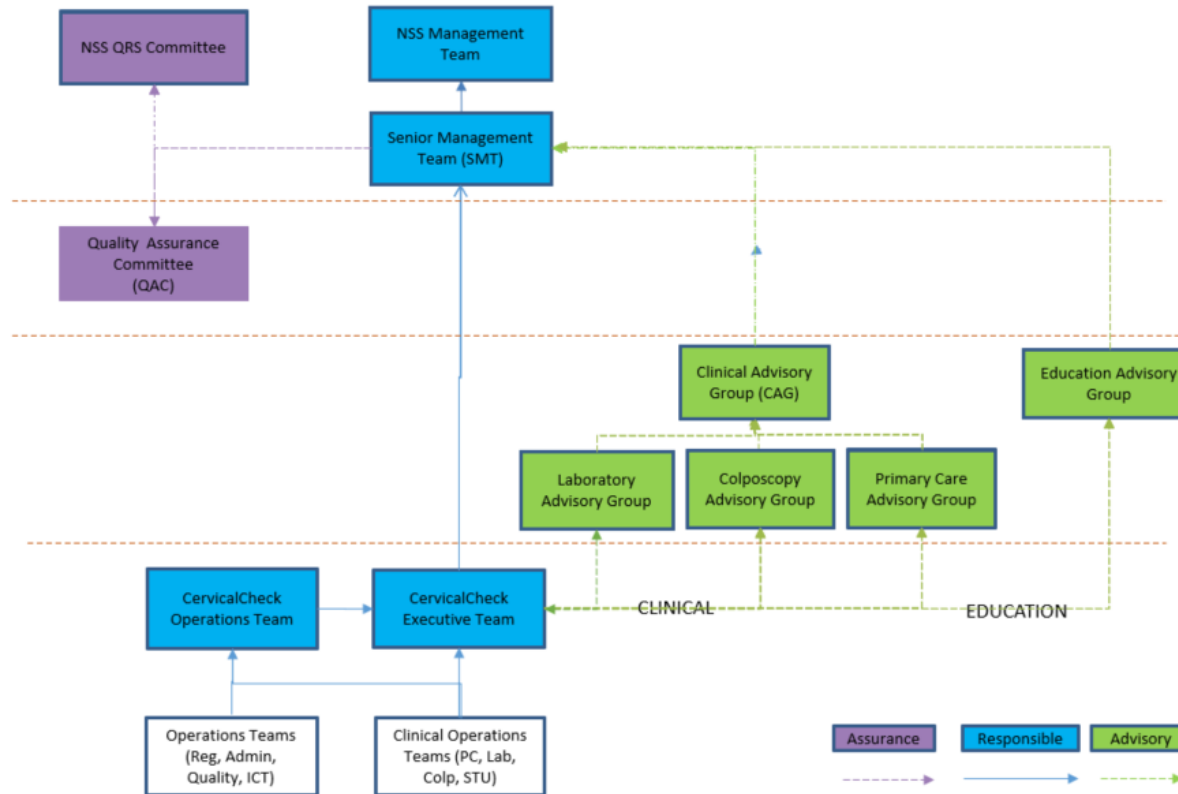 NSS QRS Committee
NSS Management
Team
Senior Management
Team (SMT)
Quality Assurance
Committee
(QAC)
Clinical Advisory
Group (CAG)
Education Advisory
Group
Laboratory
Advisory Group
Colposcopy
Advisory Group
Primary Care
Advisory Group
CervicalCheck
Operations Team
CervicalCheck
Executive Team
CLINICAL
EDUCATION
Operations Teams
(Reg, Admin,
Quality, ICT)
Clinical Operations
Teams (PC, Lab,
Colp, STU)
Assurance
Responsible
Advisory